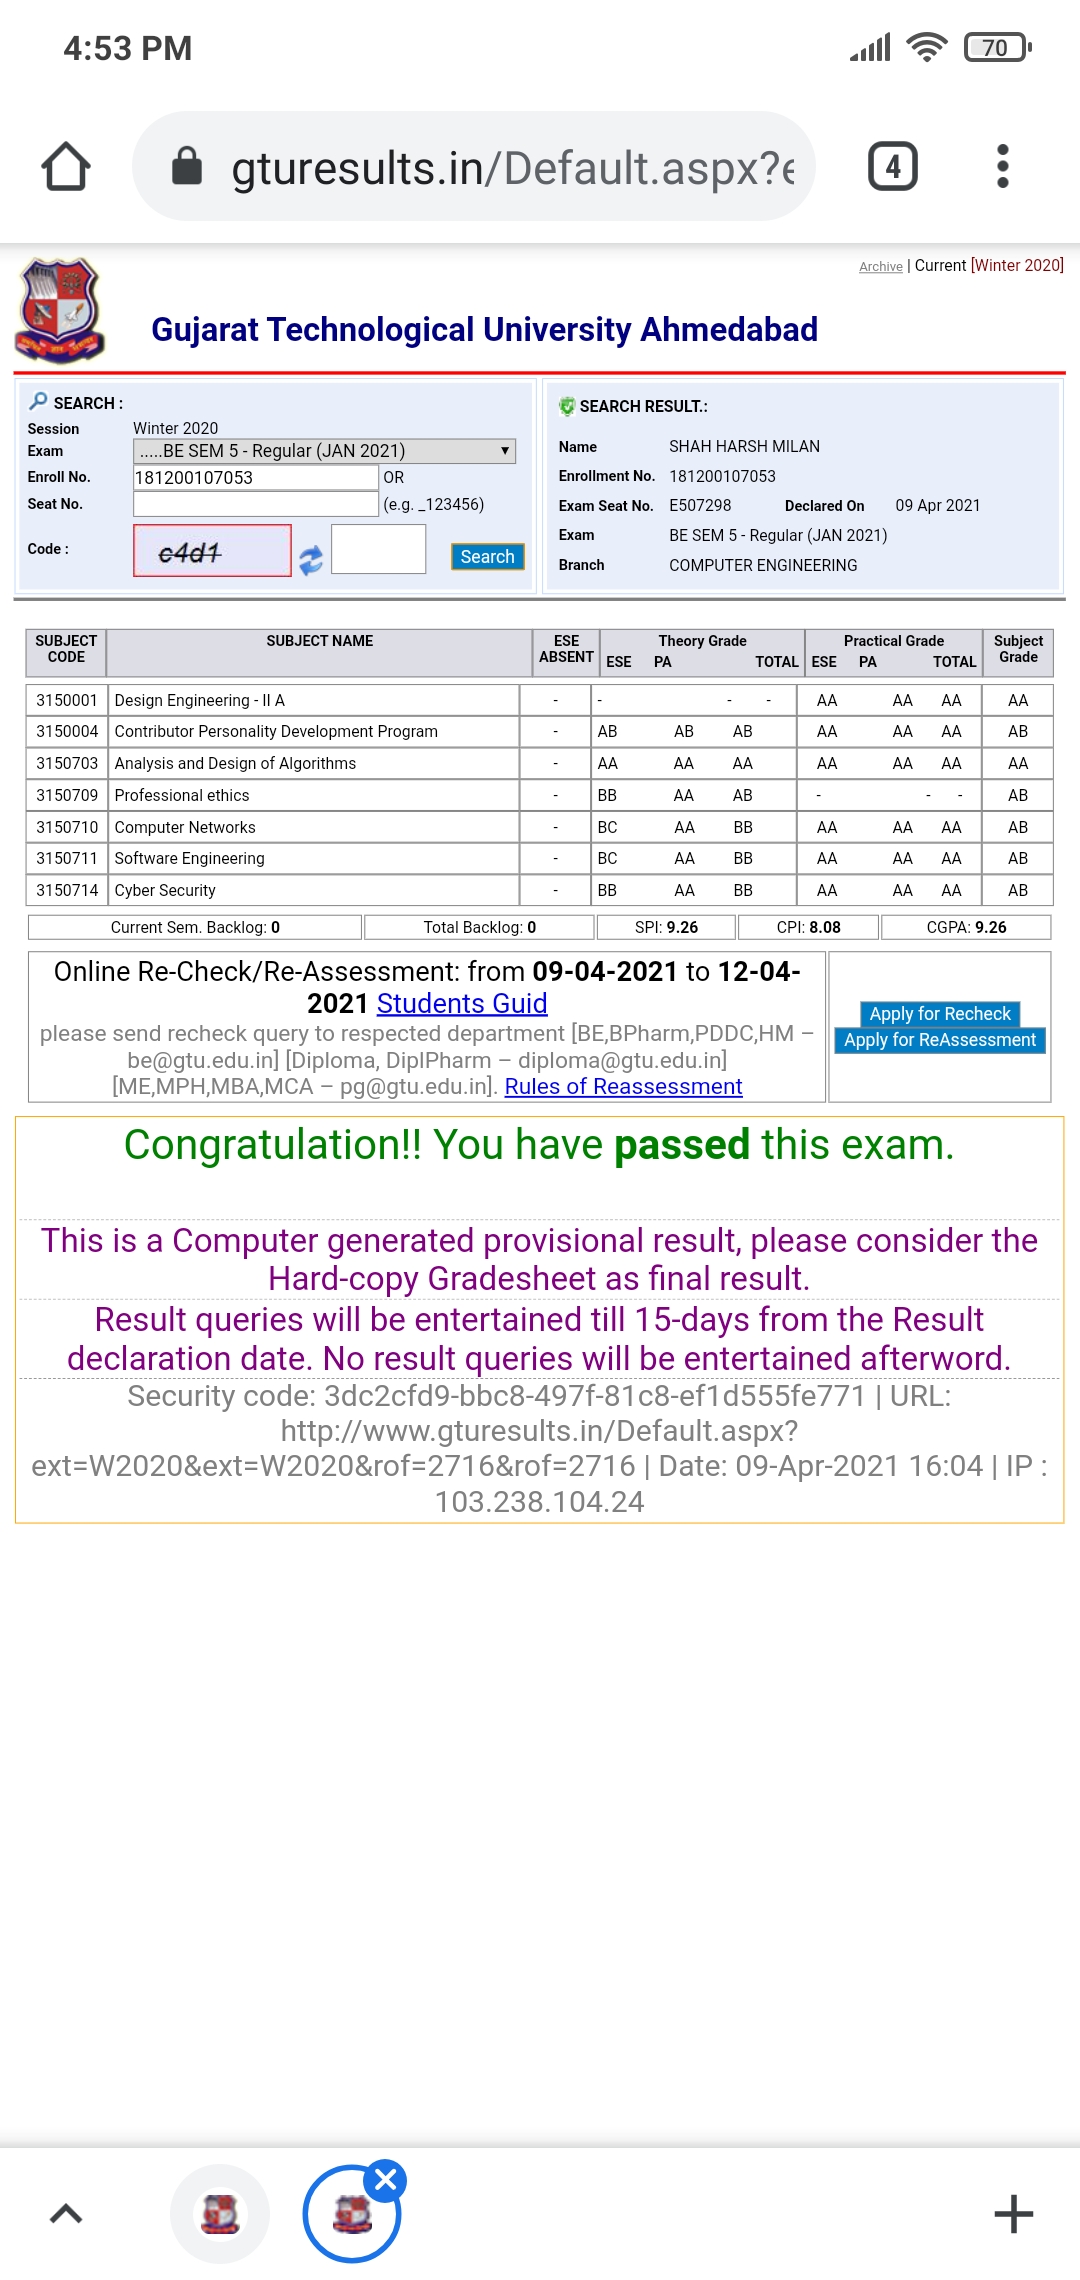 4:53 PM
70
gturesults.in/Default.aspx?e
4
Archive | Current [Winter 2020]
Gujarat Technological University Ahmedabad
SEARCH :
Session Winter 2020
Exam .....BE SEM 5 - Regular (JAN 2021)
Enroll No. 181200107053 OR
Seat No. (e.g. _123456)
Code : c4d1 Search
SEARCH RESULT.:
Name SHAH HARSH MILAN
Enrollment No. 181200107053
Exam Seat No. E507298 Declared On 09 Apr 2021
Exam BE SEM 5 - Regular (JAN 2021)
Branch COMPUTER ENGINEERING
SUBJECT CODE SUBJECT NAME ESE ABSENT Theory Grade ESE PA TOTAL Practical Grade ESE PA TOTAL Subject Grade
3150001 Design Engineering - II A - - - - AA AA AA AA
3150004 Contributor Personality Development Program - AB AB AB AA AA AA AB
3150703 Analysis and Design of Algorithms - AA AA AA AA AA AA AA
3150709 Professional ethics - BB AA AB - - - AB
3150710 Computer Networks - BC AA BB AA AA AA AB
3150711 Software Engineering - BC AA BB AA AA AA AB
3150714 Cyber Security - BB AA BB AA AA AA AB
Current Sem. Backlog: 0 Total Backlog: 0 SPI: 9.26 CPI: 8.08 CGPA: 9.26
Online Re-Check/Re-Assessment: from 09-04-2021 to 12-04-
2021 Students Guid
please send recheck query to respected department [BE,BPharm,PDDC,HM –
be@gtu.edu.in] [Diploma, DiplPharm – diploma@gtu.edu.in]
[ME,MPH,MBA,MCA – pg@gtu.edu.in]. Rules of Reassessment
Apply for Recheck
Apply for ReAssessment
Congratulation!! You have passed this exam.
This is a Computer generated provisional result, please consider the
Hard-copy Gradesheet as final result.
Result queries will be entertained till 15-days from the Result
declaration date. No result queries will be entertained afterword.
Security code: 3dc2cfd9-bbc8-497f-81c8-ef1d555fe771 | URL:
http://www.gturesults.in/Default.aspx?
ext=W2020&ext=W2020&rof=2716&rof=2716 | Date: 09-Apr-2021 16:04 | IP :
103.238.104.24